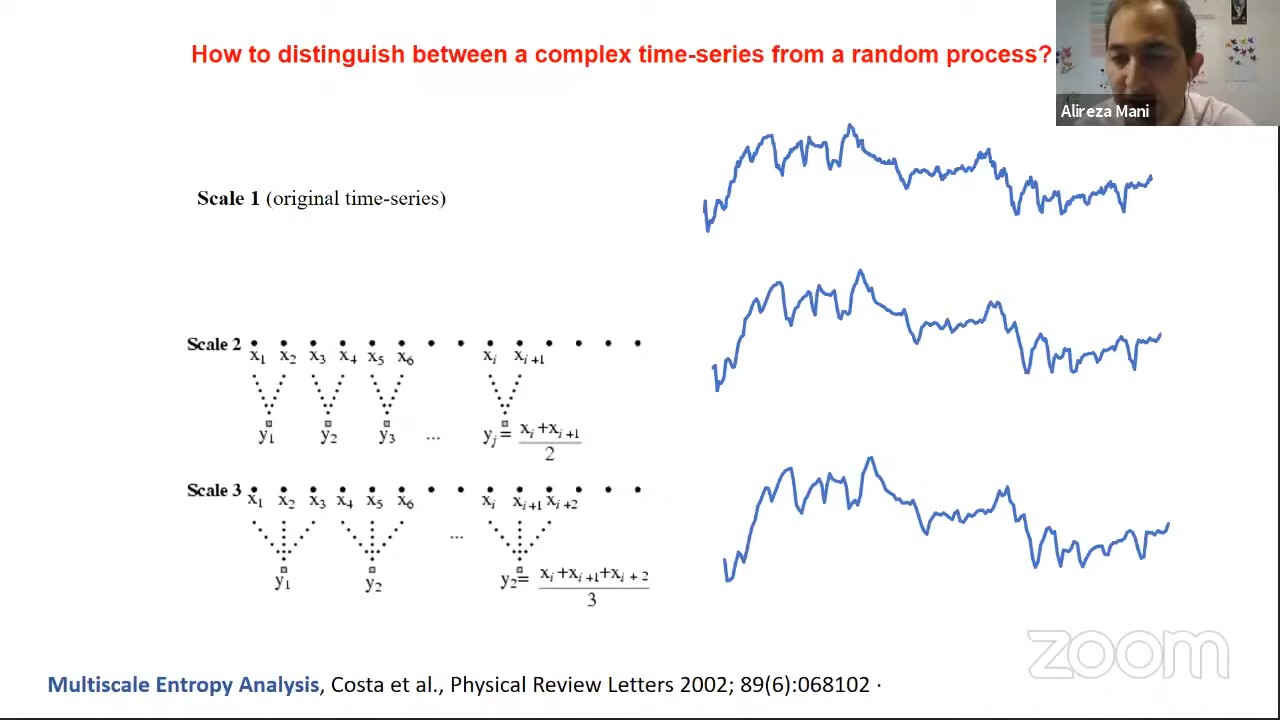 How to distinguish between a complex time-series from a random process?
Alireza Mani
Scale 1 (original time-series)
Scale 2
x₁ x₂ x₃ x₄ x₅ x₆ xᵢ xᵢ₊₁
y₁ y₂ y₃ ... yⱼ= xᵢ+xᵢ₊₁
2
Scale 3
x₁ x₂ x₃ x₄ x₅ x₆ xᵢ xᵢ₊₁ xᵢ₊₂
...
y₁ y₂ y₂= xᵢ+xᵢ₊₁+xᵢ₊₂
3
zoom
Multiscale Entropy Analysis, Costa et al., Physical Review Letters 2002; 89(6):068102 ·